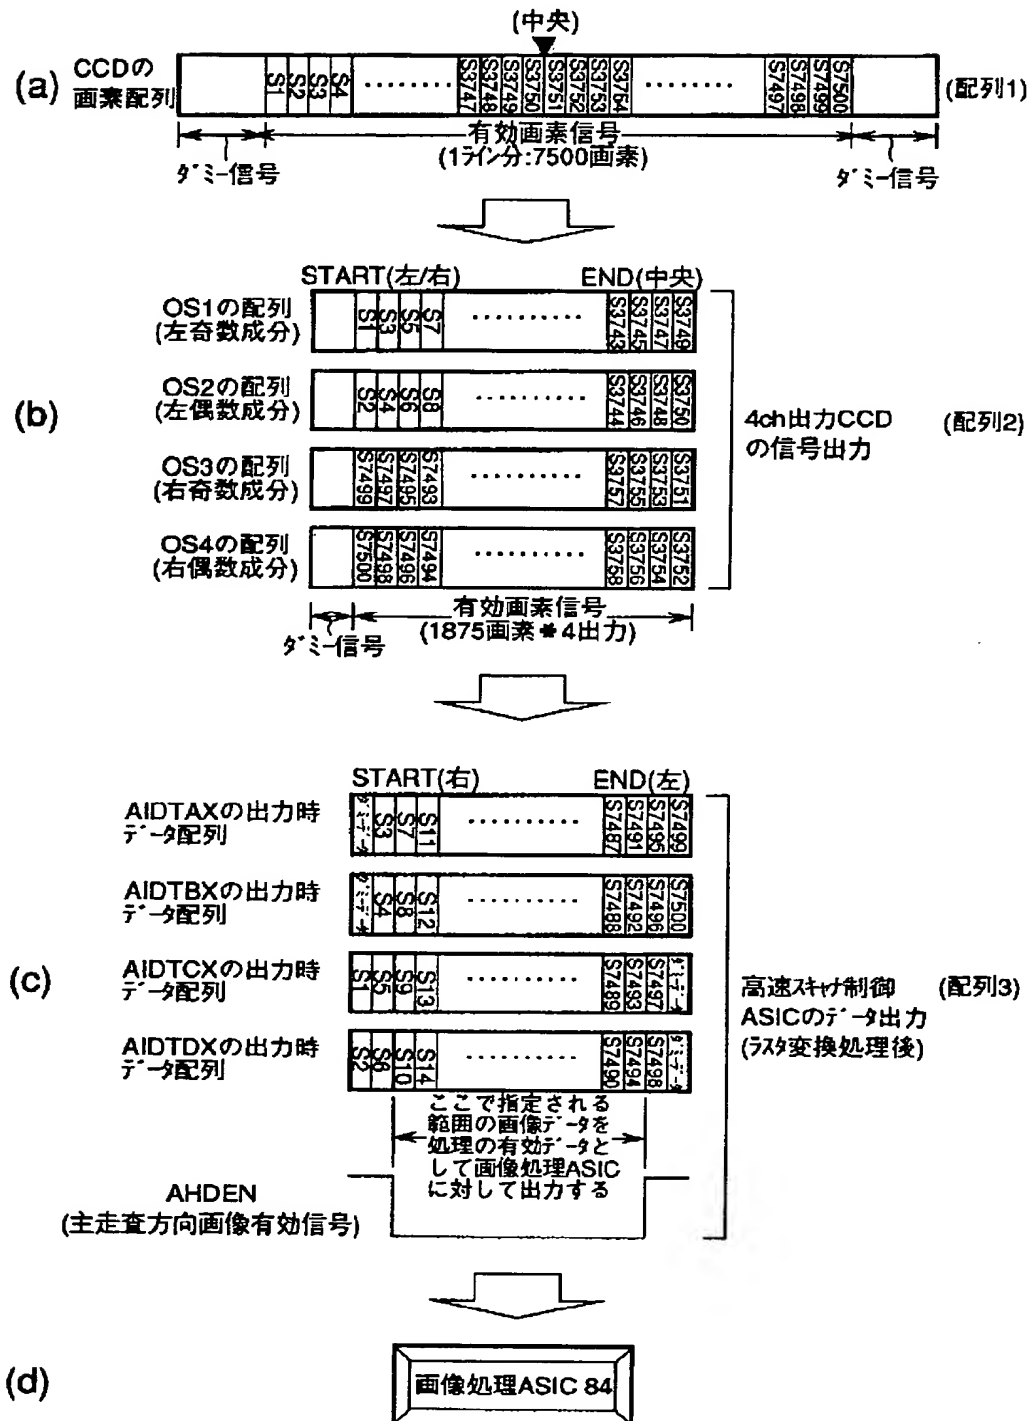 (中央)
(a)
CCDの
画素配列
S1 S2 S3 S4 ‥‥‥‥ S3747 S3748 S3749 S3750 S3751 S3752 S3753 S3754 ‥‥‥‥ S7497 S7498 S7499 S7500
(配列1)
有効画素信号
(1ライン分:7500画素)
ダミー信号
ダミー信号
START(左/右)
END(中央)
OS1の配列
(左奇数成分)
S1 S3 S5 S7 ‥‥‥‥ S3743 S3745 S3747 S3749
(b)
OS2の配列
(左偶数成分)
S2 S4 S6 S8 ‥‥‥‥ S3744 S3746 S3748 S3750
4ch出力CCD
の信号出力
(配列2)
OS3の配列
(右奇数成分)
S7499 S7497 S7495 S7493 ‥‥‥‥ S3757 S3755 S3753 S3751
OS4の配列
(右偶数成分)
S7500 S7498 S7496 S7494 ‥‥‥‥ S3758 S3756 S3754 S3752
有効画素信号
(1875画素*4出力)
ダミー信号
START(右)
END(左)
AIDTAXの出力時
データ配列
ダミーデータ S3 S7 S11 ‥‥‥‥ S7487 S7491 S7495 S7499
AIDTBXの出力時
データ配列
ダミーデータ S4 S8 S12 ‥‥‥‥ S7488 S7492 S7496 S7500
(c)
AIDTCXの出力時
データ配列
S1 S5 S9 S13 ‥‥‥‥ S7489 S7493 S7497 ダミーデータ
高速スキャナ制御
ASICのデータ出力
(ラスタ変換処理後)
(配列3)
AIDTDXの出力時
データ配列
S2 S6 S10 S14 ‥‥‥‥ S7490 S7494 S7498 ダミーデータ
ここで指定される
範囲の画像データを
処理の有効データと
して画像処理ASIC
に対して出力する
AHDEN
(主走査方向画像有効信号)
(d)
画像処理ASIC 84